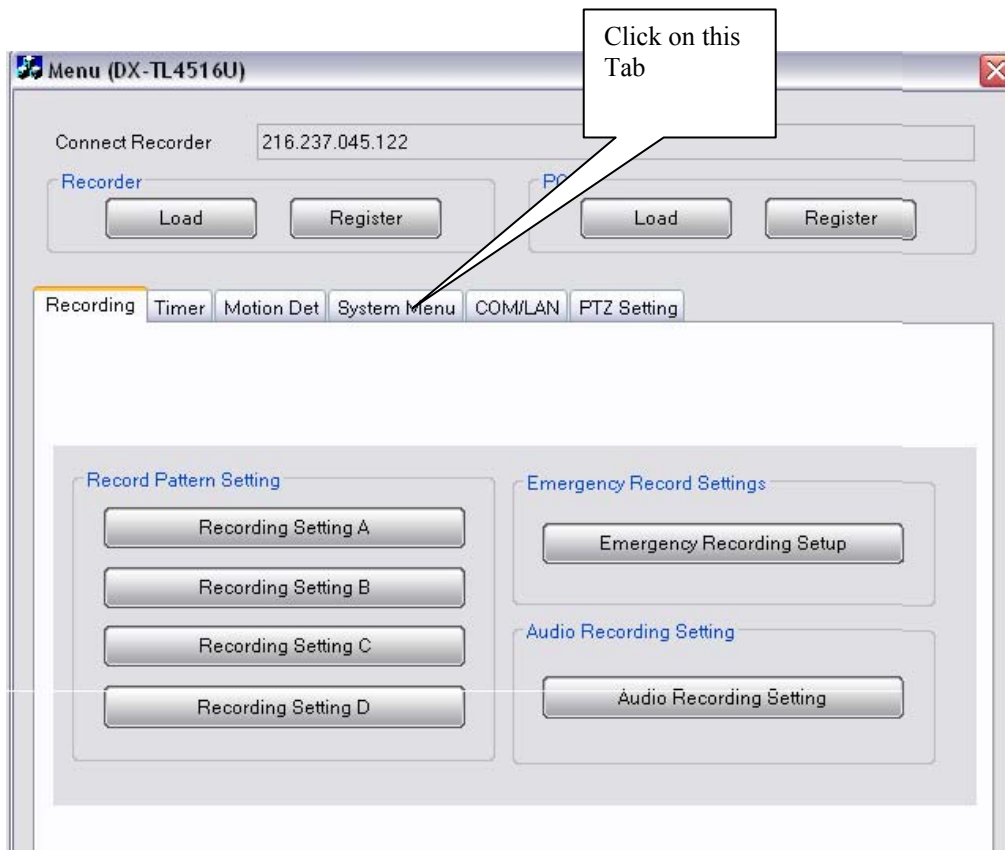 Click on this
Tab
Menu (DX-TL4516U)
Connect Recorder 216.237.045.122
Recorder
Load Register
Load Register
Recording Timer Motion Det System Menu COM/LAN PTZ Setting
Record Pattern Setting
Recording Setting A
Recording Setting B
Recording Setting C
Recording Setting D
Emergency Record Settings
Emergency Recording Setup
Audio Recording Setting
Audio Recording Setting